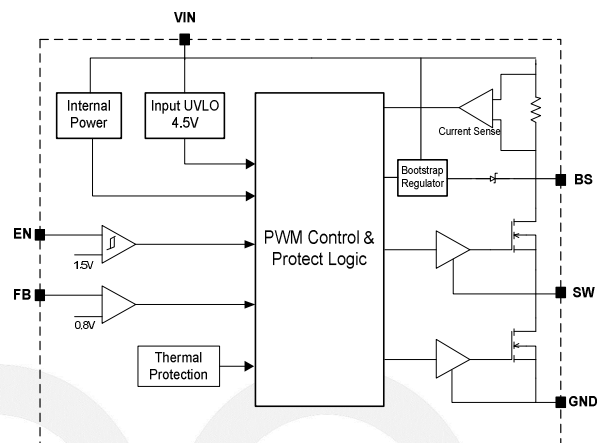 VIN
Internal
Power
Input UVLO
4.5V
Current Sense
Bootstrap
Regulator
BS
PWM Control &
Protect Logic
EN
1.5V
SW
FB
0.8V
Thermal
Protection
GND